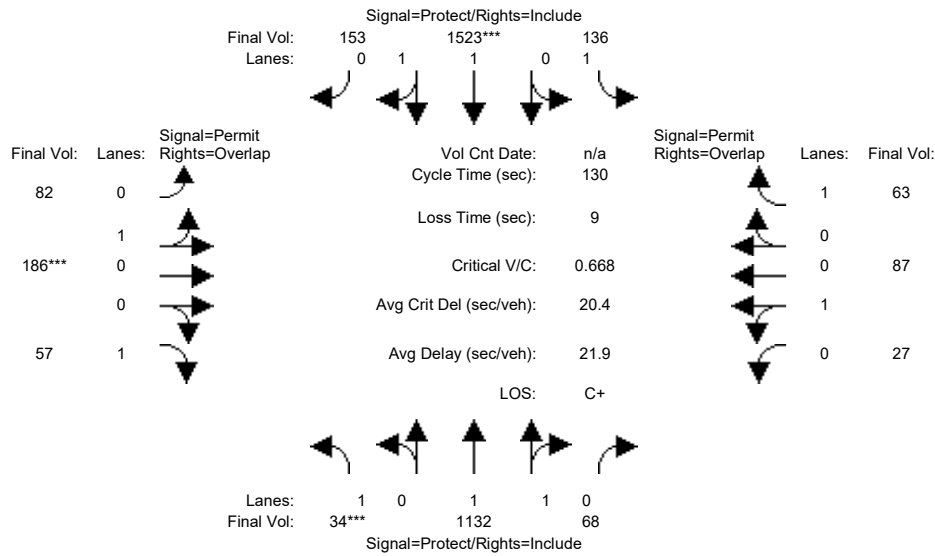 Signal=Protect/Rights=Include
Final Vol: 153 1523*** 136
Lanes: 0 1 1 0 1
Signal=Permit Signal=Permit
Final Vol: Lanes: Rights=Overlap Vol Cnt Date: n/a Rights=Overlap Lanes: Final Vol:
Cycle Time (sec): 130
82 0 1 63
Loss Time (sec): 9
1 0
186*** 0 Critical V/C: 0.668 0 87
0 Avg Crit Del (sec/veh): 20.4 1
57 1 Avg Delay (sec/veh): 21.9 0 27
LOS: C+
Lanes: 1 0 1 1 0
Final Vol: 34*** 1132 68
Signal=Protect/Rights=Include